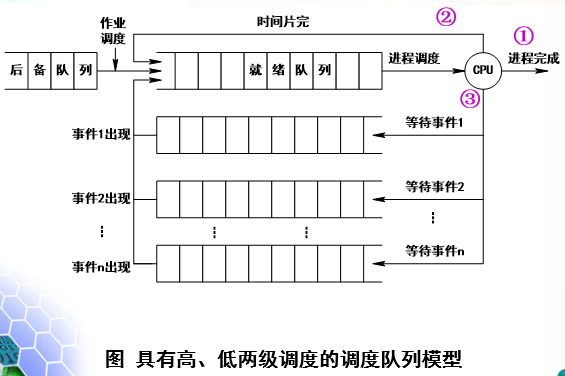 作业
调度
时间片完
②
①
后备队列
就绪队列
进程调度
CPU
进程完成
③
事件1出现
等待事件1
事件2出现
等待事件2
事件n出现
等待事件n
图 具有高、低两级调度的调度队列模型